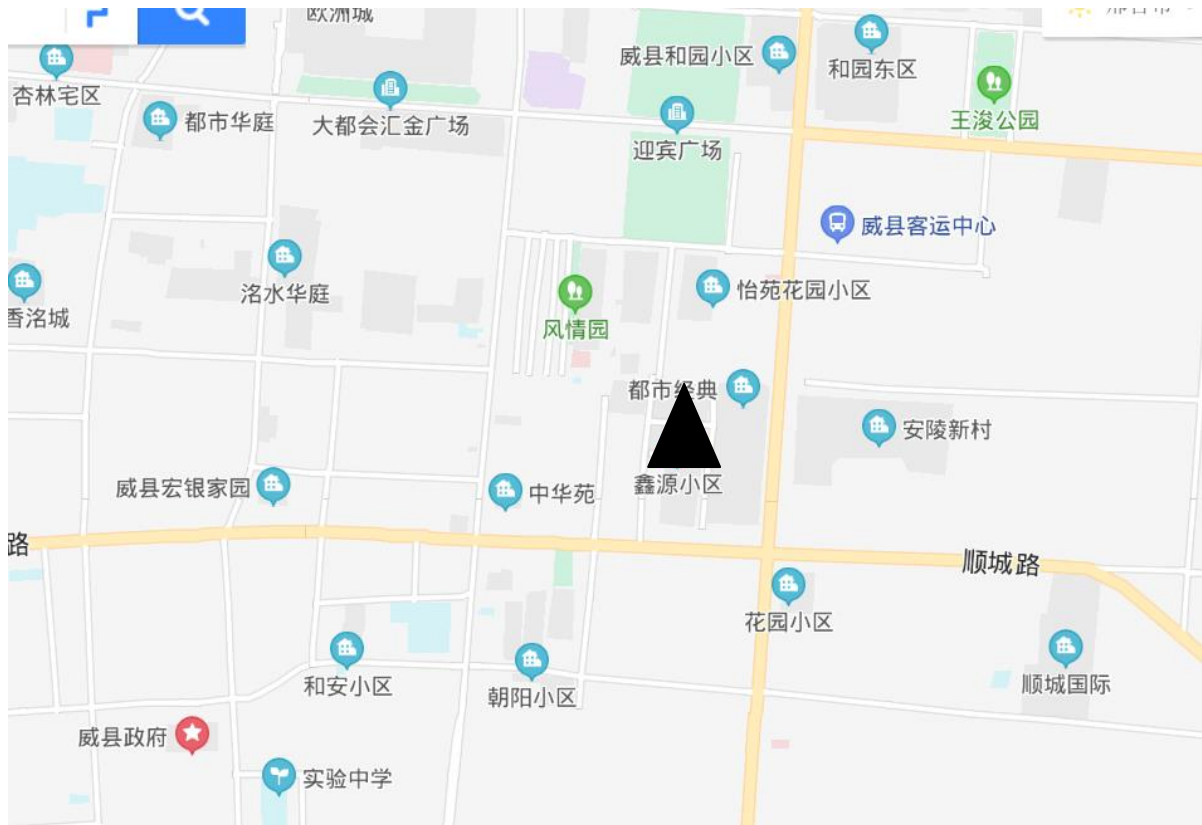 欧洲城
威县和园小区
和园东区
杏林宅区
都市华庭
大都会汇金广场
迎宾广场
王浚公园
威县客运中心
洺水华庭
怡苑花园小区
香洺城
风情园
都市经典
安陵新村
鑫源小区
威县宏银家园
中华苑
路
顺城路
花园小区
和安小区
朝阳小区
顺城国际
威县政府
实验中学